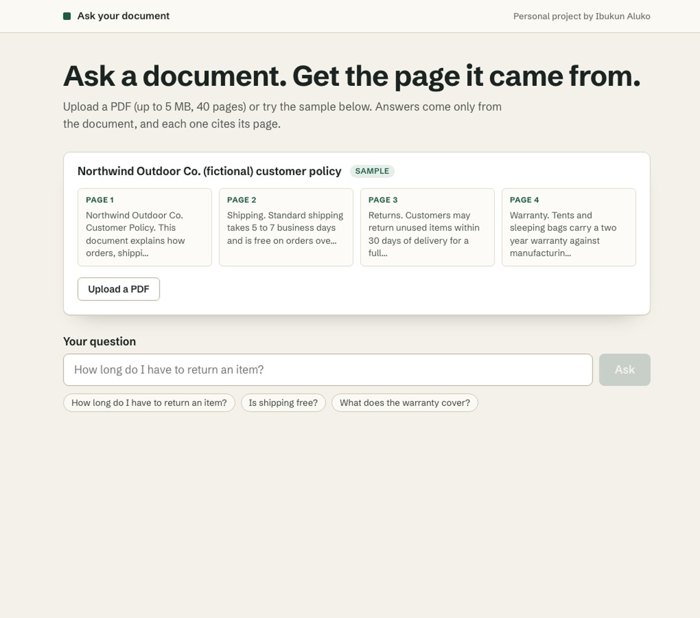 Ask your document
Personal project by Ibukun Aluko
Ask a document. Get the page it came from.
Upload a PDF (up to 5 MB, 40 pages) or try the sample below. Answers come only from
the document, and each one cites its page.
Northwind Outdoor Co. (fictional) customer policy
SAMPLE
PAGE 1
Northwind Outdoor Co.
Customer Policy. This
document explains how
orders, shippi...
PAGE 2
Shipping. Standard shipping
takes 5 to 7 business days
and is free on orders ove...
PAGE 3
Returns. Customers may
return unused items within
30 days of delivery for a
full...
PAGE 4
Warranty. Tents and
sleeping bags carry a two
year warranty against
manufacturin...
Upload a PDF
Your question
How long do I have to return an item?
Ask
How long do I have to return an item?
Is shipping free?
What does the warranty cover?